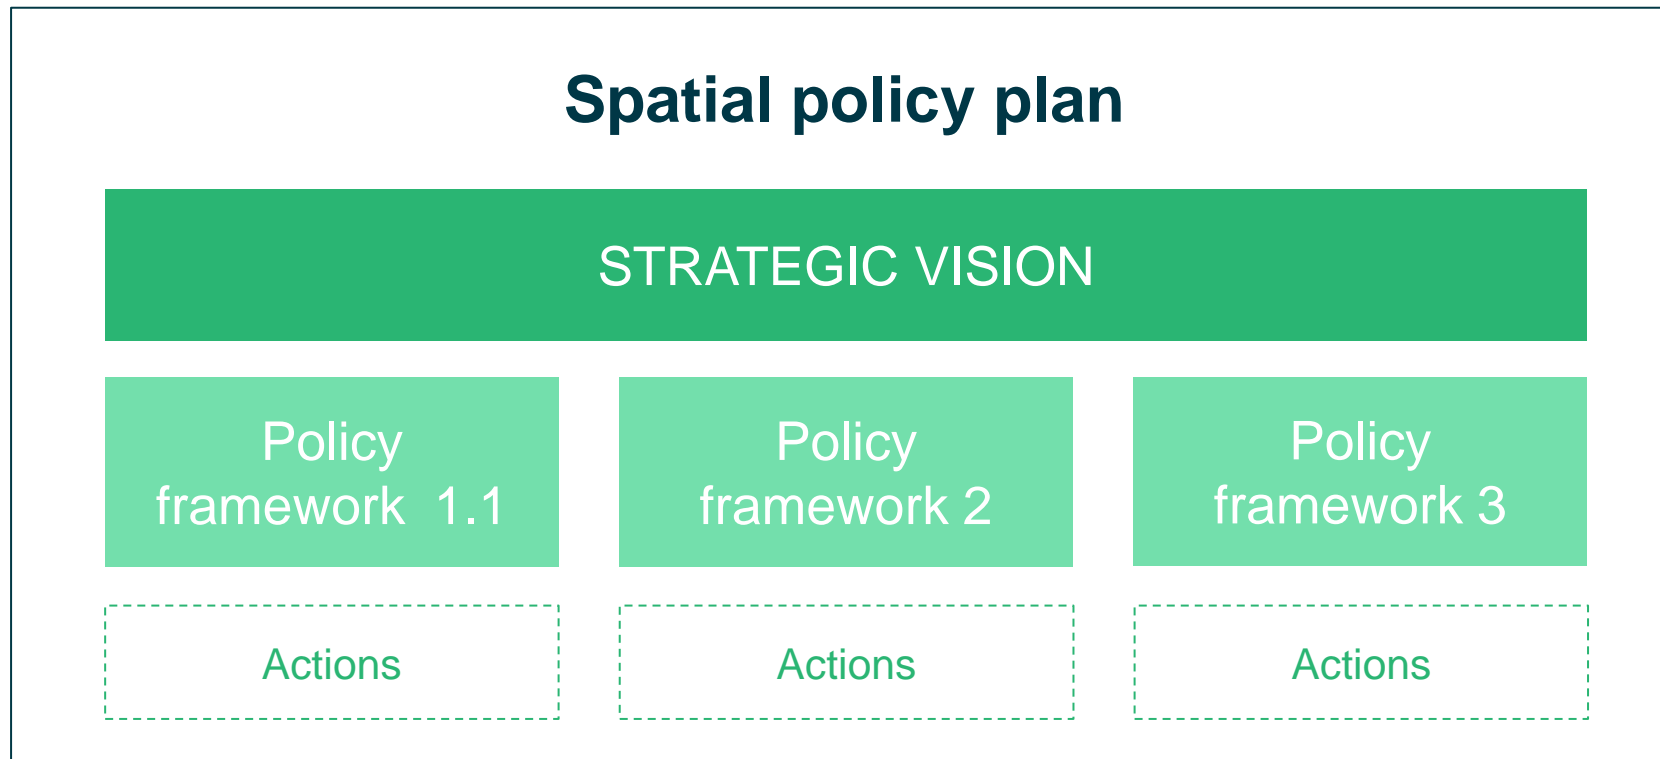 Spatial policy plan
STRATEGIC VISION
Policy
framework 1.1
Policy
framework 2
Policy
framework 3
Actions
Actions
Actions